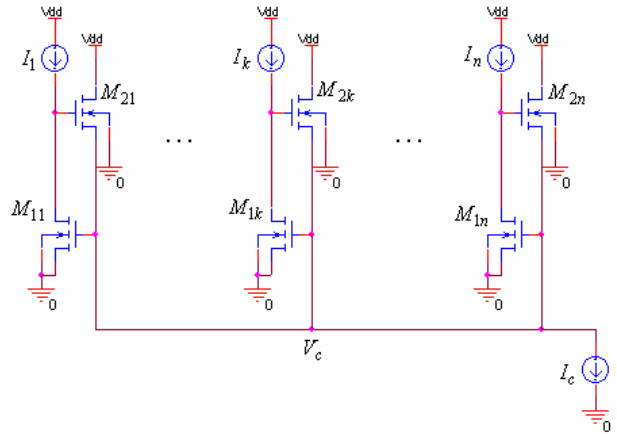 Vdd Vdd Vdd
Vdd Vdd Vdd
I1 Ik In
M21 M2k M2n
... ...
0 0 0
M11 M1k M1n
0 0 0
Vc
Ic
0